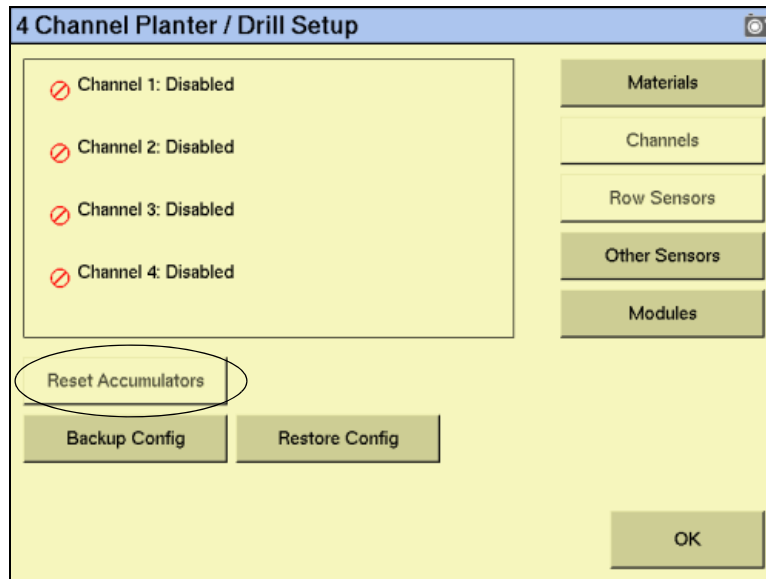 4 Channel Planter / Drill Setup
Channel 1: Disabled
Channel 2: Disabled
Channel 3: Disabled
Channel 4: Disabled
Materials
Channels
Row Sensors
Other Sensors
Modules
Reset Accumulators
Backup Config
Restore Config
OK